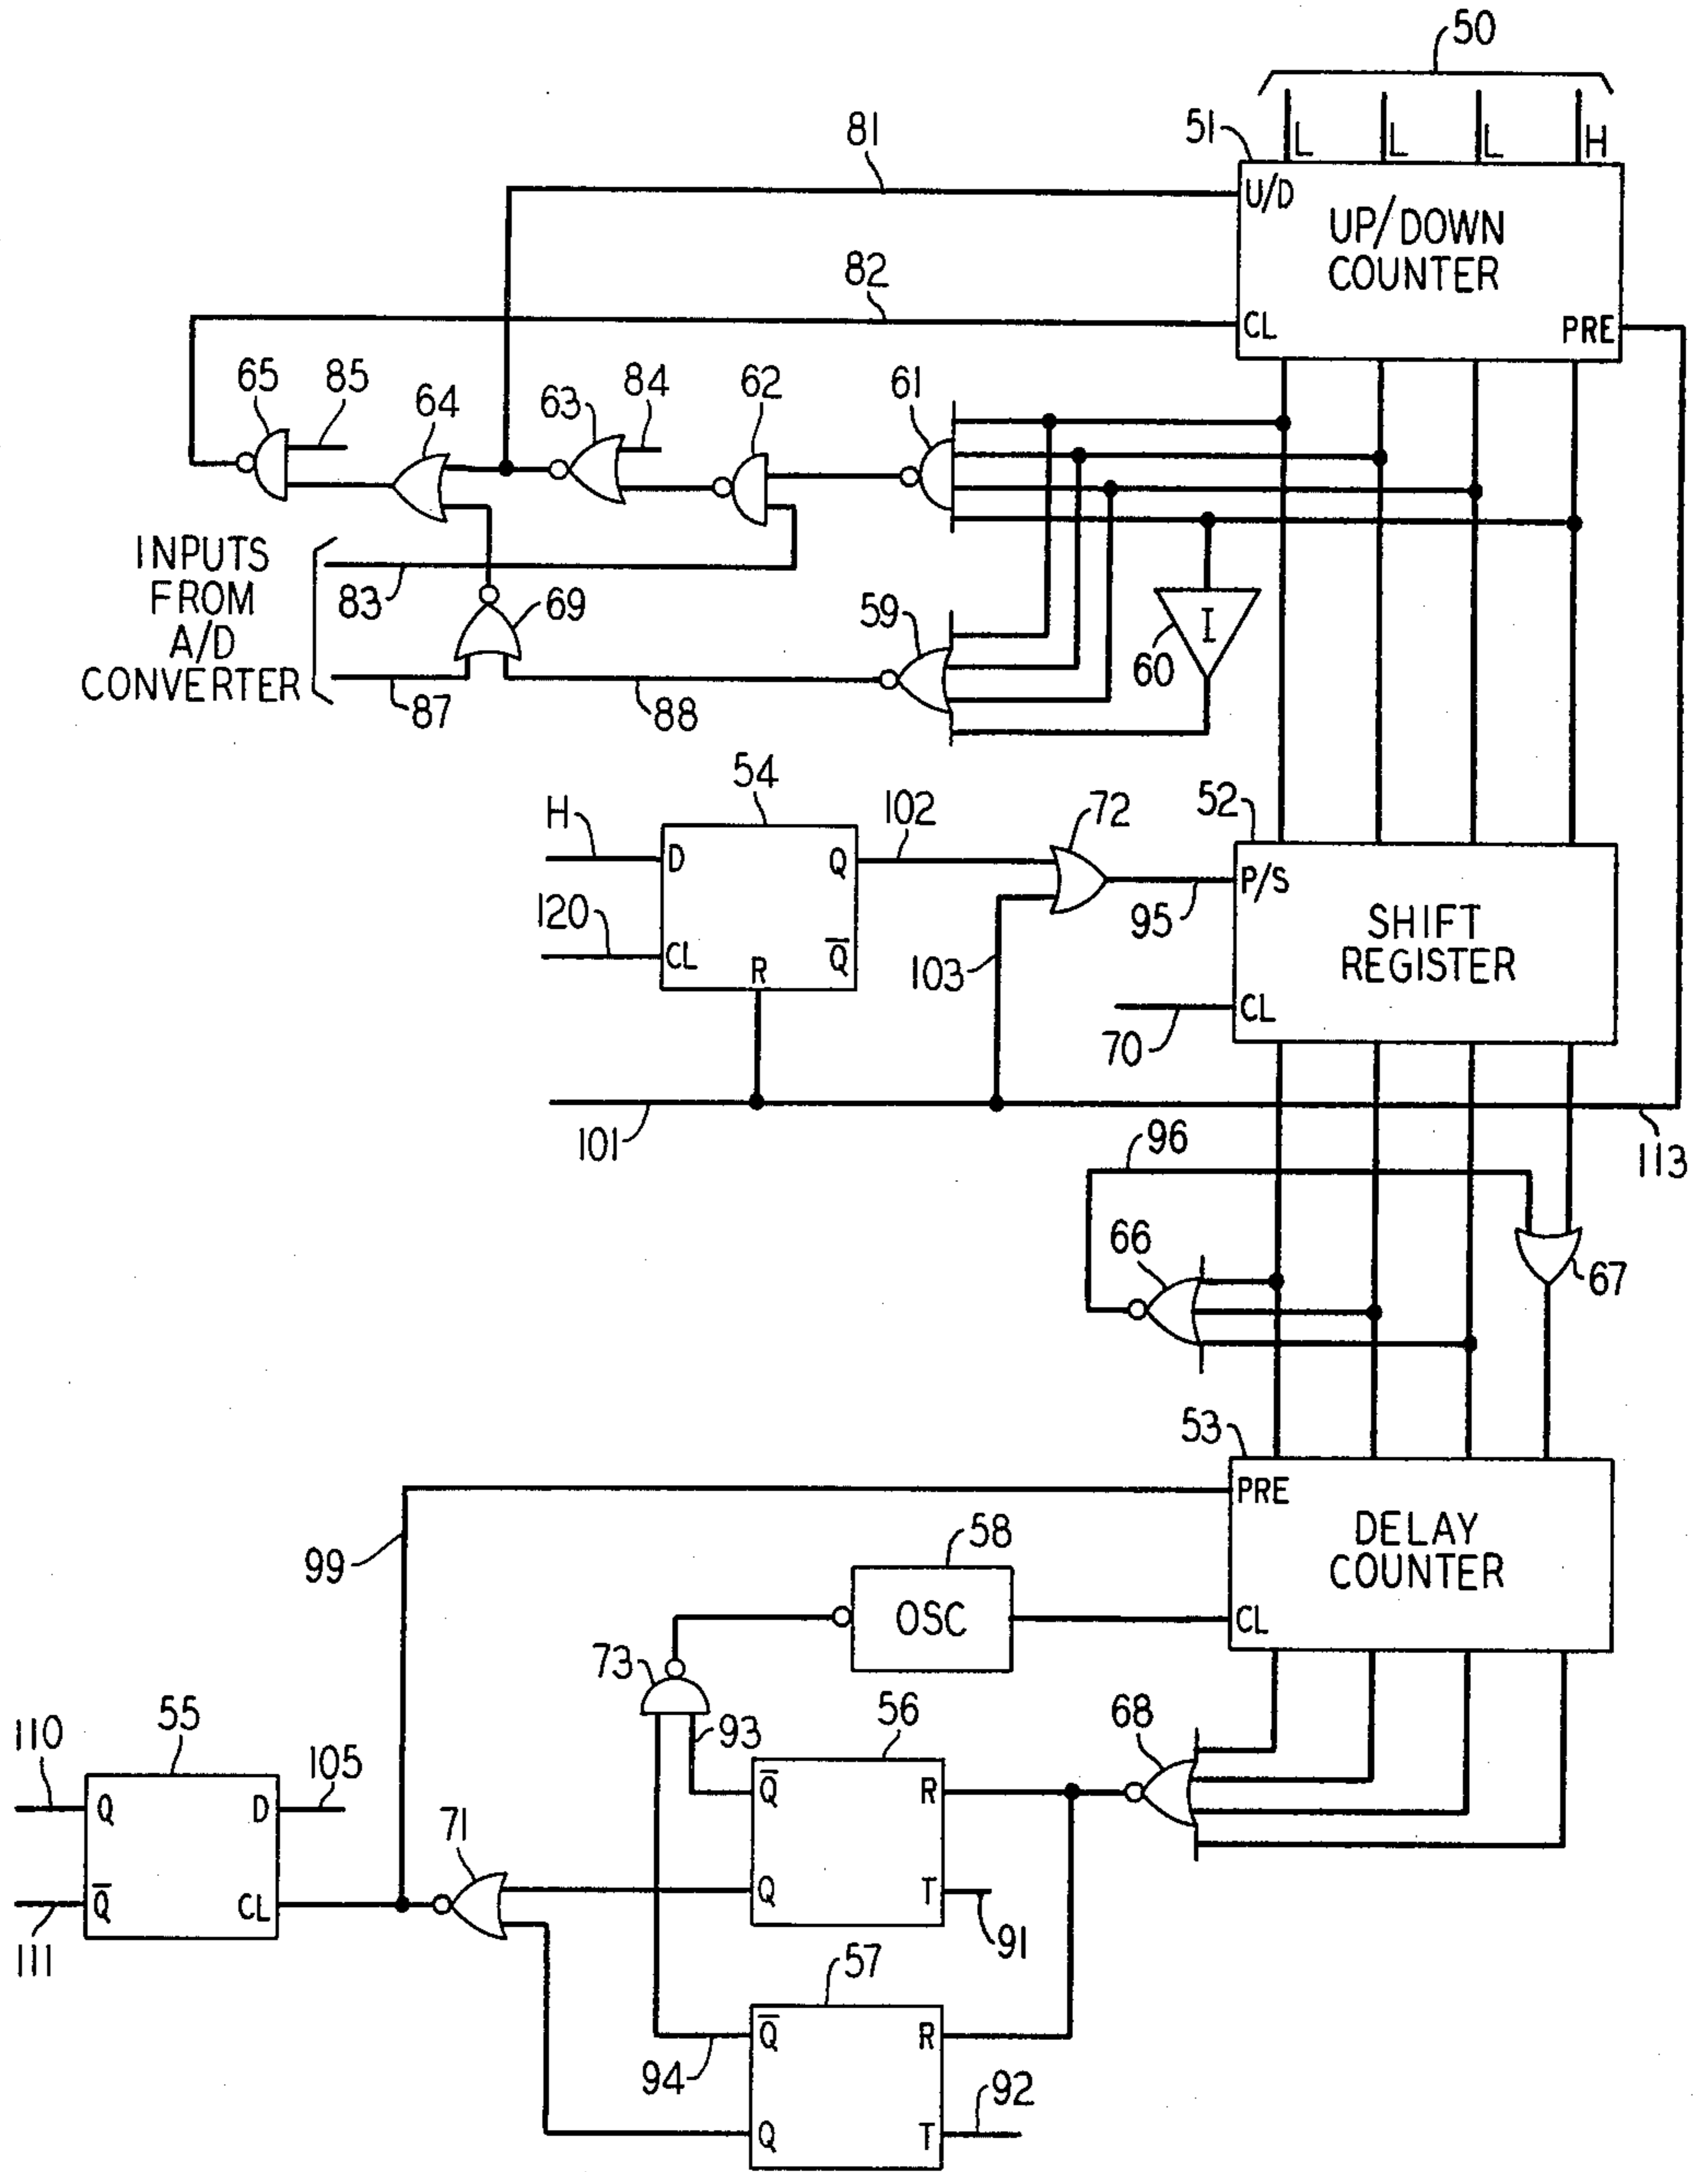 50
L L L H
51
81
U/D
UP/DOWN
COUNTER
82
CL
PRE
65
85
64
63
84
62
61
INPUTS
FROM
A/D
CONVERTER
83
69
59
60
I
87
88
54
H
D
Q
102
72
52
P/S
95
SHIFT
REGISTER
120
CL
R
Q̅
103
CL
70
101
113
96
66
67
53
PRE
DELAY
COUNTER
99
58
OSC
CL
73
93
56
68
55
110
Q
D
105
Q̅
R
71
Q̅
CL
111
Q
T
91
57
Q̅
R
94
92
Q
T